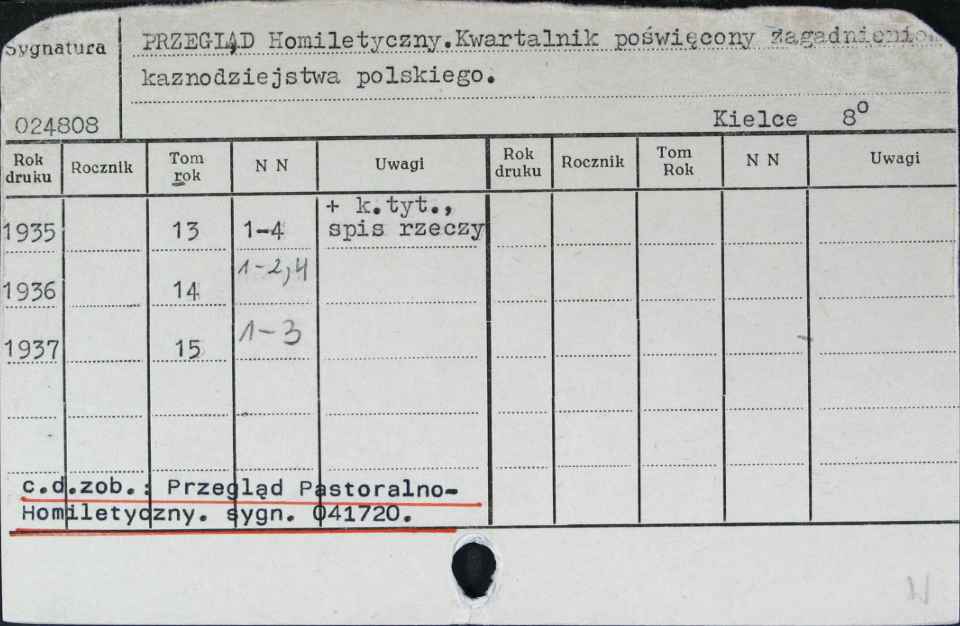 Sygnatura
PRZEGLĄD Homiletyczny.Kwartalnik poświęcony
kaznodziejstwa polskiego.
024808
Kielce 8⁰
Rok druku Rocznik Tom rok N N Uwagi Rok druku Rocznik Tom Rok N N Uwagi
+ k.tyt.,
1935 13 1-4 spis rzeczy
1936 14 1-2,4
1937 15 1-3
c.d.zob.: Przegląd Pastoralno-
Homiletyczny. sygn. 041720.